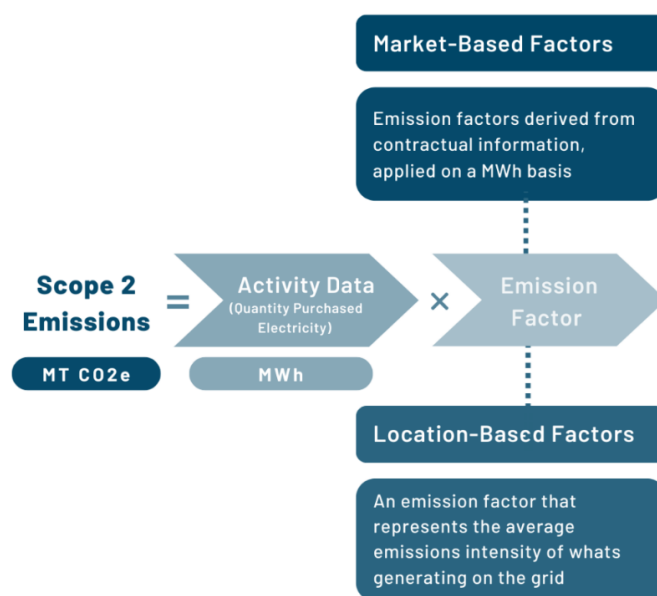 Market-Based Factors
Emission factors derived from
contractual information,
applied on a MWh basis
Scope 2
Emissions
=
Activity Data
(Quantity Purchased
Electricity)
×
Emission
Factor
MT CO2e
MWh
Location-Based Factors
An emission factor that
represents the average
emissions intensity of whats
generating on the grid